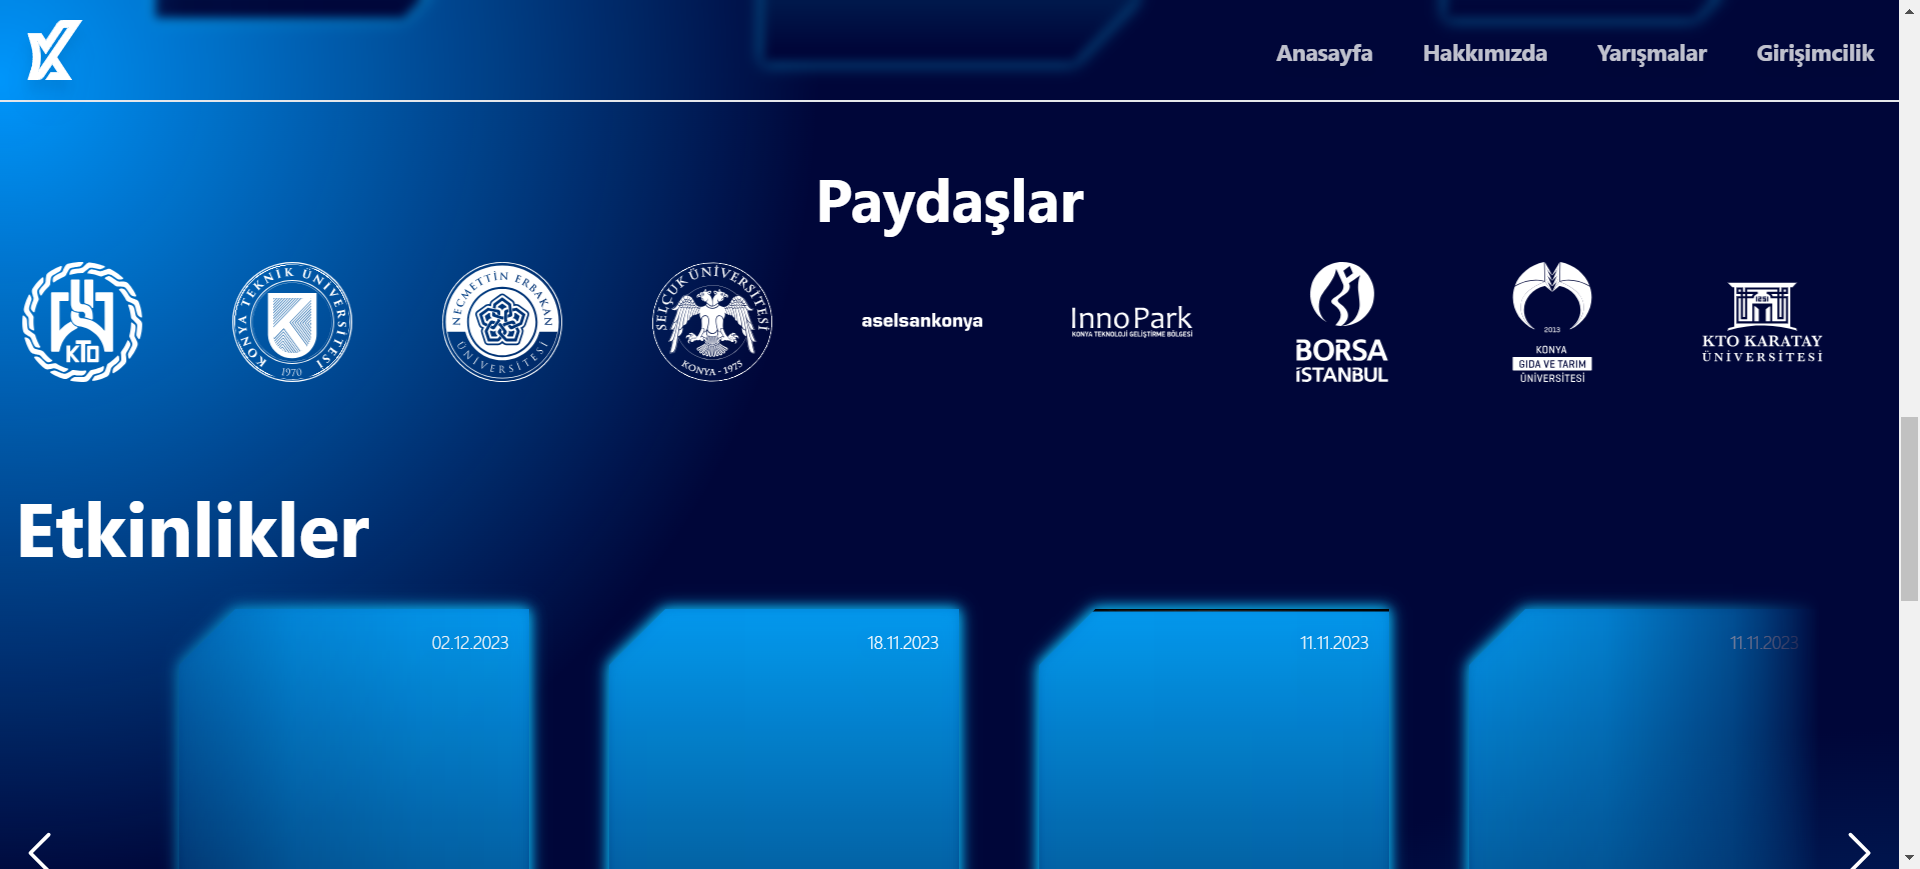 Anasayfa Hakkımızda Yarışmalar Girişimcilik
Paydaşlar
KTO
KONYA TEKNİK ÜNİVERSİTESİ
1970
NECMETTİN ERBAKAN
ÜNİVERSİTESİ
SELÇUK ÜNİVERSİTESİ
KONYA - 1975
aselsankonya
InnoPark
KONYA TEKNOLOJİ GELİŞTİRME BÖLGESİ
BORSA
İSTANBUL
2013
KONYA
GIDA VE TARIM
ÜNİVERSİTESİ
1251
KTO KARATAY
ÜNİVERSİTESİ
Etkinlikler
02.12.2023
18.11.2023
11.11.2023
11.11.2023